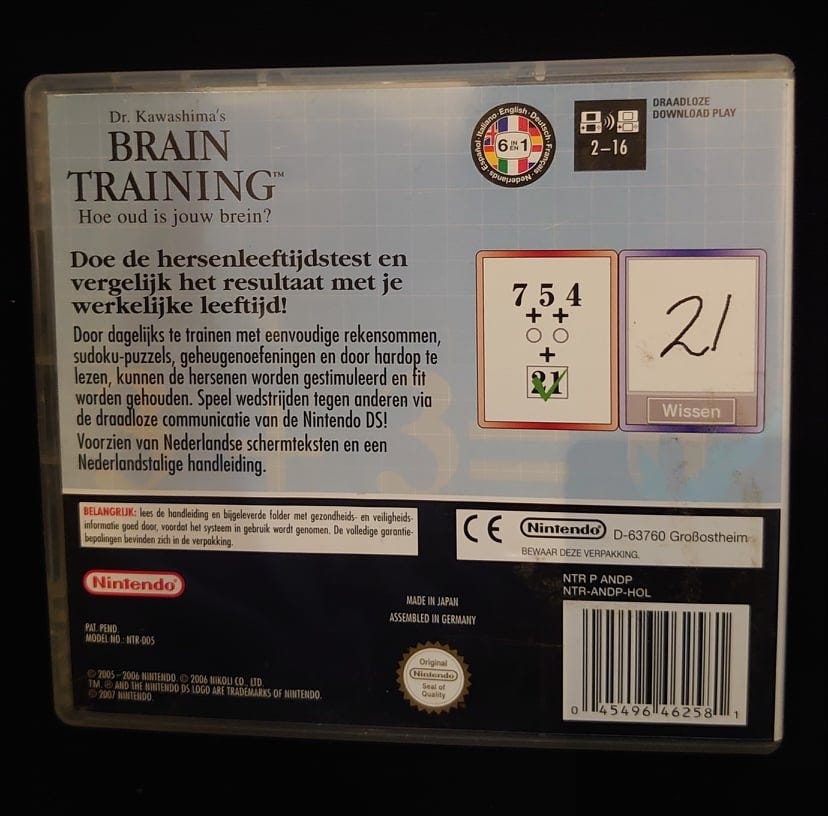 Dr. Kawashima's
BRAIN
TRAINING™
Hoe oud is jouw brein?
6 IN EN 1
English · Deutsch · Français · Nederlands · Español · Italiano
2–16
DRAADLOZE
DOWNLOAD PLAY
Doe de hersenleeftijdstest en
vergelijk het resultaat met je
werkelijke leeftijd!
Door dagelijks te trainen met eenvoudige rekensommen,
sudoku-puzzels, geheugenoefeningen en door hardop te
lezen, kunnen de hersenen worden gestimuleerd en fit
worden gehouden. Speel wedstrijden tegen anderen via
de draadloze communicatie van de Nintendo DS!
Voorzien van Nederlandse schermteksten en een
Nederlandstalige handleiding.
7 5 4
+ +
+
21
21
Wissen
BELANGRIJK: lees de handleiding en bijgeleverde folder met gezondheids- en veiligheids-
informatie goed door, voordat het systeem in gebruik wordt genomen. De volledige garantie-
bepalingen bevinden zich in de verpakking.
CE Nintendo® D-63760 Großostheim
BEWAAR DEZE VERPAKKING.
Nintendo®
PAT. PEND.
MODEL NO.: NTR-005
MADE IN JAPAN
ASSEMBLED IN GERMANY
NTR P ANDP
NTR-ANDP-HOL
© 2005–2006 NINTENDO. © 2006 NIKOLI CO., LTD.
TM, ® AND THE NINTENDO DS LOGO ARE TRADEMARKS OF NINTENDO.
© 2007 NINTENDO.
Original
Nintendo®
Seal of
Quality
0 45496 46258 1